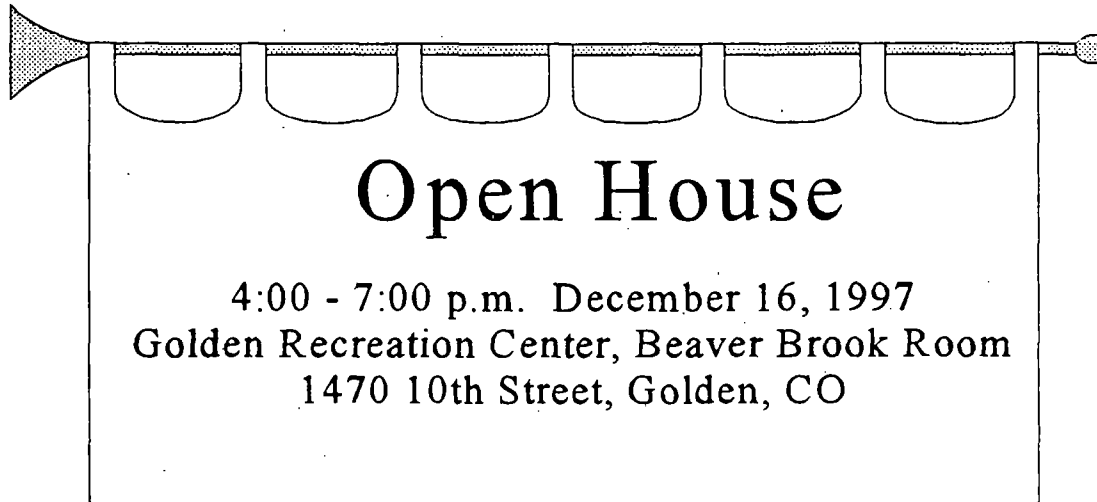 Open House
4:00 - 7:00 p.m. December 16, 1997
Golden Recreation Center, Beaver Brook Room
1470 10th Street, Golden, CO